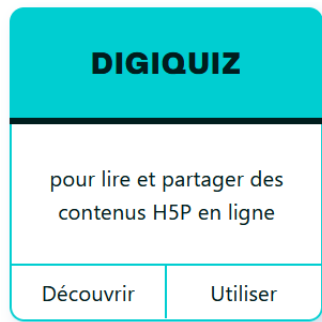 DIGIQUIZ
pour lire et partager des
contenus H5P en ligne
Découvrir
Utiliser